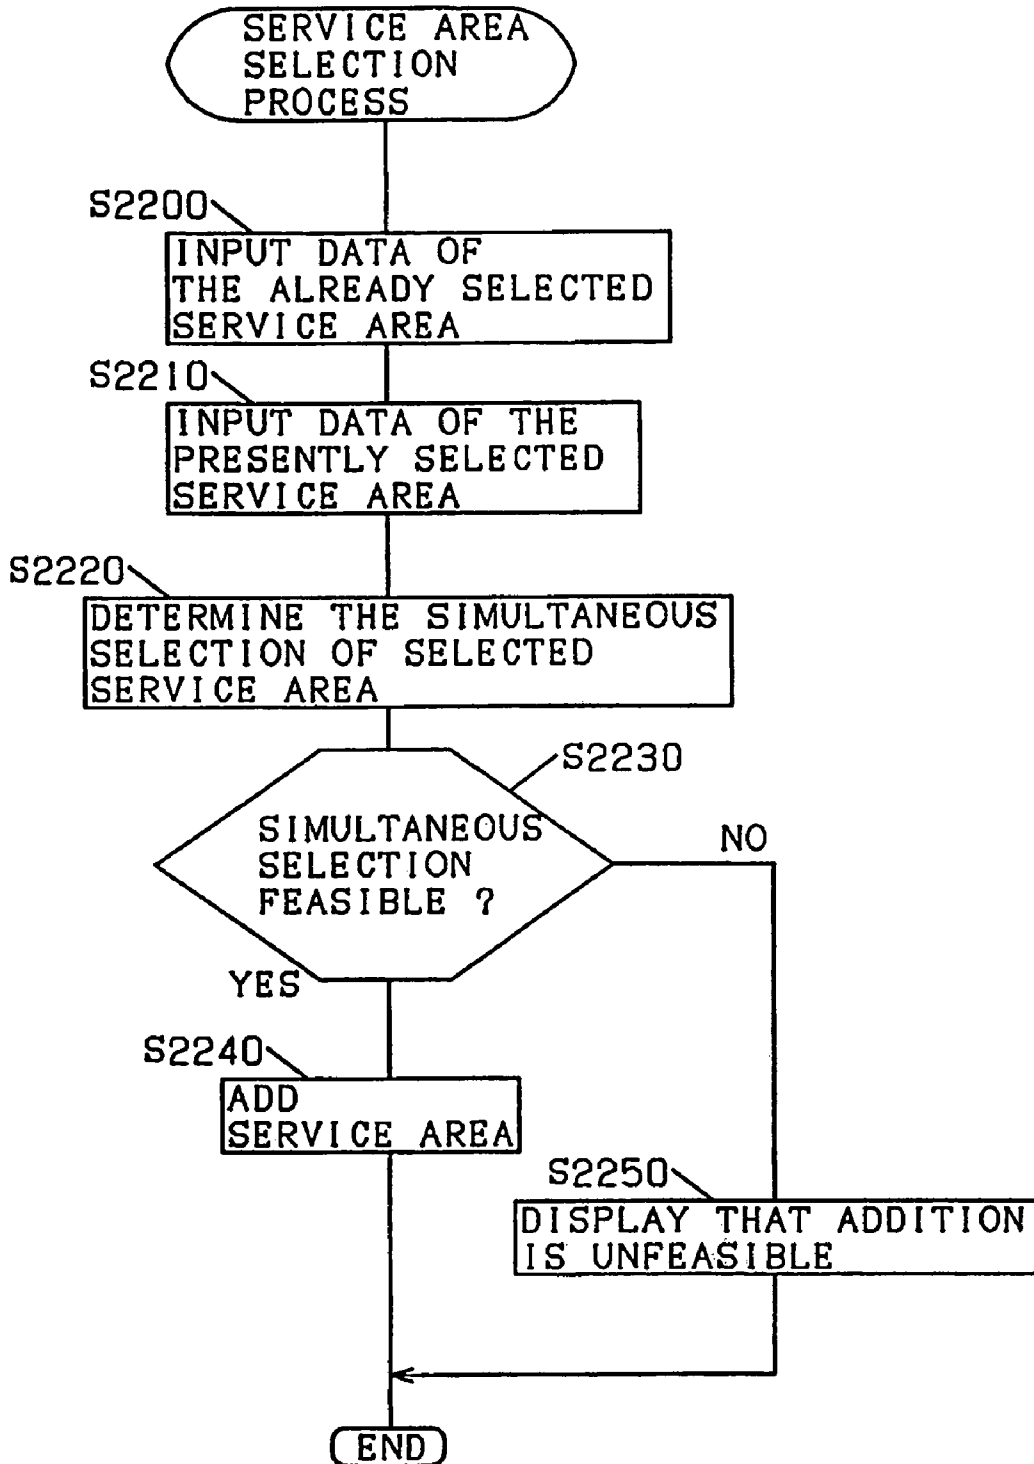 SERVICE AREA
SELECTION
PROCESS
S2200
INPUT DATA OF
THE ALREADY SELECTED
SERVICE AREA
S2210
INPUT DATA OF THE
PRESENTLY SELECTED
SERVICE AREA
S2220
DETERMINE THE SIMULTANEOUS
SELECTION OF SELECTED
SERVICE AREA
S2230
SIMULTANEOUS
SELECTION
FEASIBLE ?
NO
YES
S2240
ADD
SERVICE AREA
S2250
DISPLAY THAT ADDITION
IS UNFEASIBLE
END